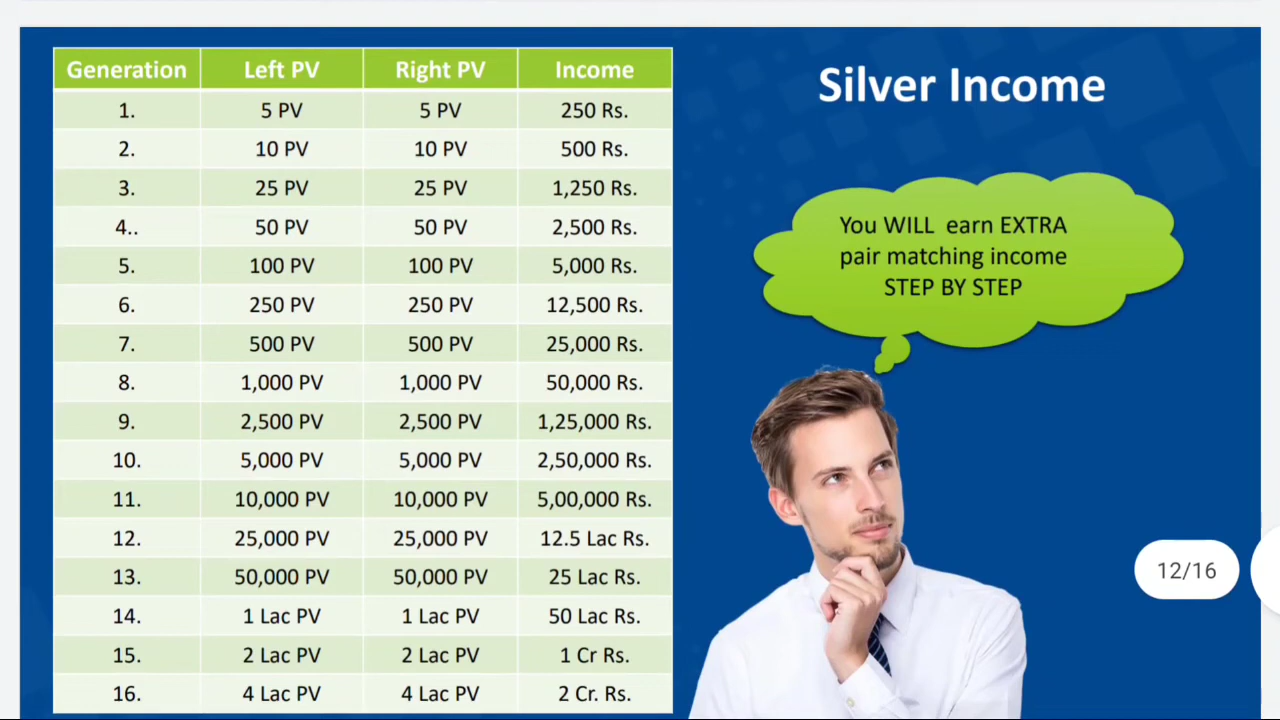 Generation Left PV Right PV Income
1. 5 PV 5 PV 250 Rs.
2. 10 PV 10 PV 500 Rs.
3. 25 PV 25 PV 1,250 Rs.
4.. 50 PV 50 PV 2,500 Rs.
5. 100 PV 100 PV 5,000 Rs.
6. 250 PV 250 PV 12,500 Rs.
7. 500 PV 500 PV 25,000 Rs.
8. 1,000 PV 1,000 PV 50,000 Rs.
9. 2,500 PV 2,500 PV 1,25,000 Rs.
10. 5,000 PV 5,000 PV 2,50,000 Rs.
11. 10,000 PV 10,000 PV 5,00,000 Rs.
12. 25,000 PV 25,000 PV 12.5 Lac Rs.
13. 50,000 PV 50,000 PV 25 Lac Rs.
14. 1 Lac PV 1 Lac PV 50 Lac Rs.
15. 2 Lac PV 2 Lac PV 1 Cr Rs.
16. 4 Lac PV 4 Lac PV 2 Cr. Rs.
Silver Income
You WILL earn EXTRA
pair matching income
STEP BY STEP
12/16